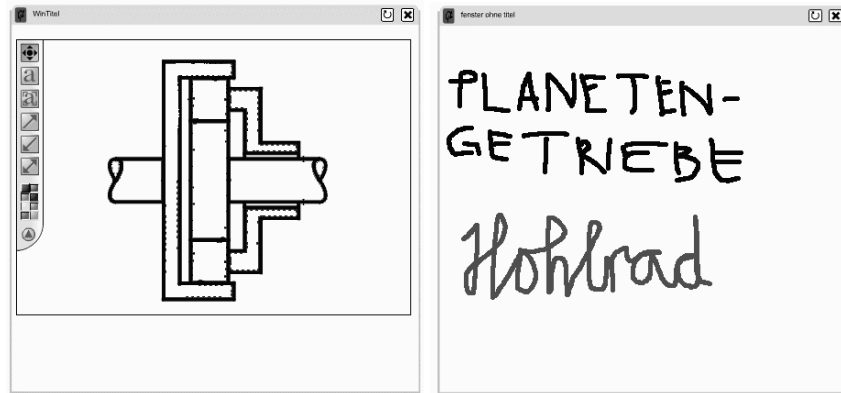 WinTitel
fenster ohne titel
a
a
PLANETEN-
GETRIEBE
Hohlrad